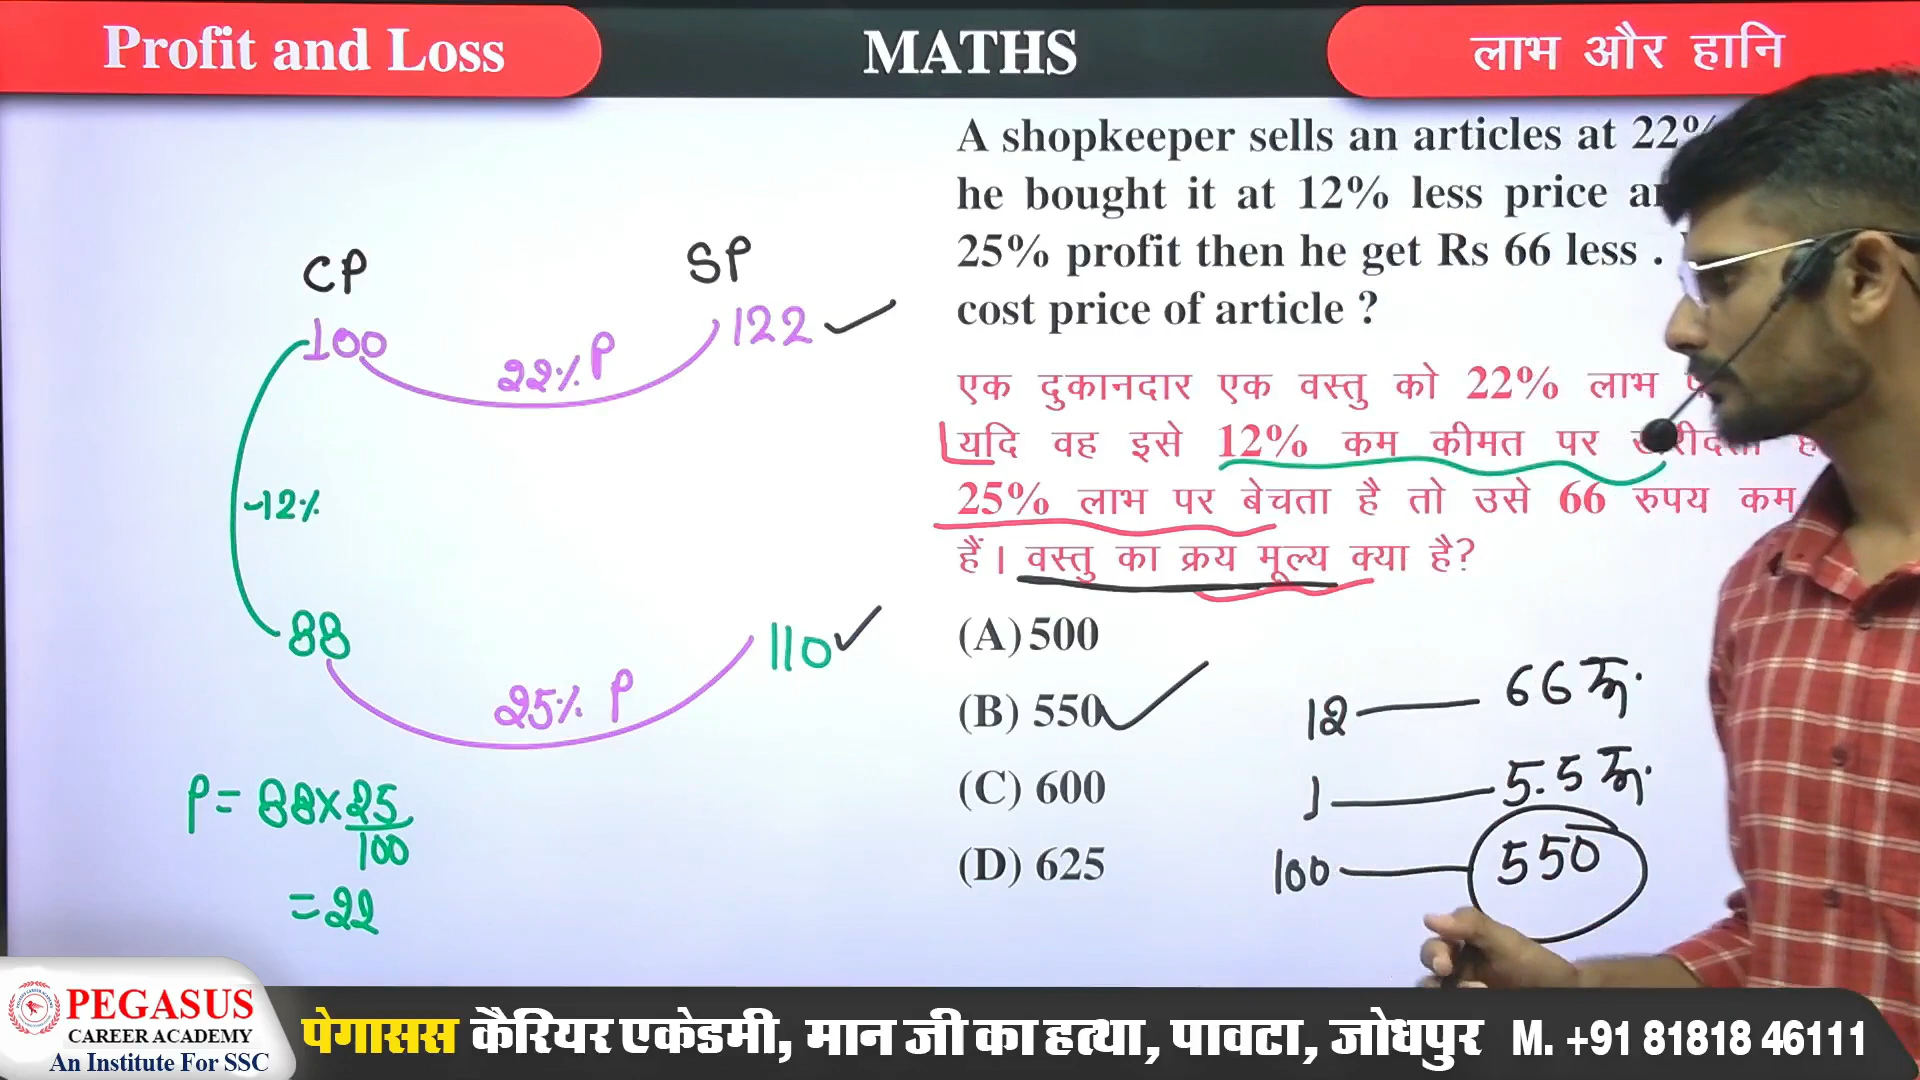 Profit and Loss
MATHS
लाभ और हानि
A shopkeeper sells an articles at 22%
he bought it at 12% less price
25% profit then he get Rs 66 less .
cost price of article ?
एक दुकानदार एक वस्तु को 22% लाभ
यदि वह इसे 12% कम कीमत पर
25% लाभ पर बेचता है तो उसे 66 रुपय कम
हैं। वस्तु का क्रय मूल्य क्या है?
(A) 500
(B) 550
(C) 600
(D) 625
CP
SP
100
22% P
122
-12%
88
25% P
110
P = 88 × 25/100
= 22
12 — 66 रु.
1 — 5.5 रु.
100 — 550
PEGASUS
CAREER ACADEMY
An Institute For SSC
पेगासस कैरियर एकेडमी, मान जी का हत्था, पावटा, जोधपुर M. +91 81818 46111